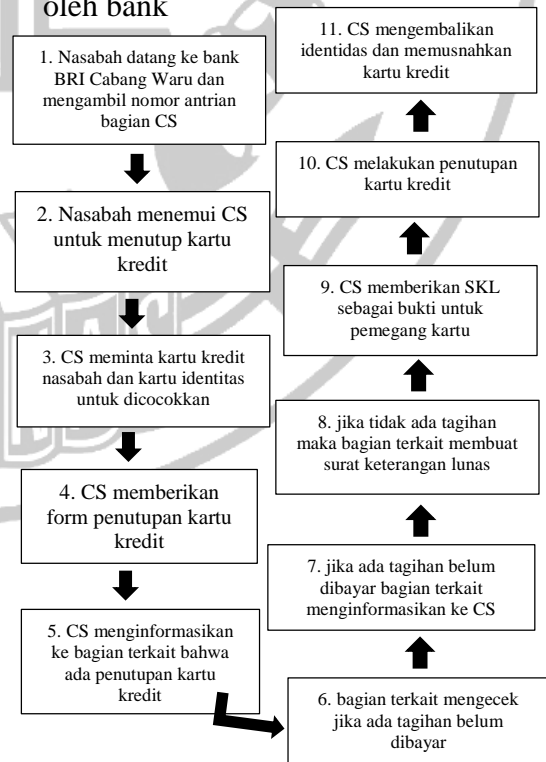 oleh bank
1. Nasabah datang ke bank
BRI Cabang Waru dan
mengambil nomor antrian
bagian CS
2. Nasabah menemui CS
untuk menutup kartu
kredit
3. CS meminta kartu kredit
nasabah dan kartu identitas
untuk dicocokkan
4. CS memberikan
form penutupan kartu
kredit
5. CS menginformasikan
ke bagian terkait bahwa
ada penutupan kartu
kredit
6. bagian terkait mengecek
jika ada tagihan belum
dibayar
7. jika ada tagihan belum
dibayar bagian terkait
menginformasikan ke CS
8. jika tidak ada tagihan
maka bagian terkait membuat
surat keterangan lunas
9. CS memberikan SKL
sebagai bukti untuk
pemegang kartu
10. CS melakukan penutupan
kartu kredit
11. CS mengembalikan
identidas dan memusnahkan
kartu kredit